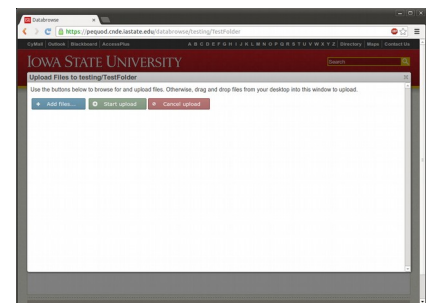 Databrowse
https://pequod.cnde.iastate.edu/databrowse/testing/TestFolder
CyMail Outlook Blackboard AccessPlus A B C D E F G H I J K L M N O P Q R S T U V W X Y Z Directory Maps Contact Us
IOWA STATE UNIVERSITY
Search
Upload Files to testing/TestFolder
Use the buttons below to browse for and upload files. Otherwise, drag and drop files from your desktop into this window to upload.
Add files... Start upload Cancel upload